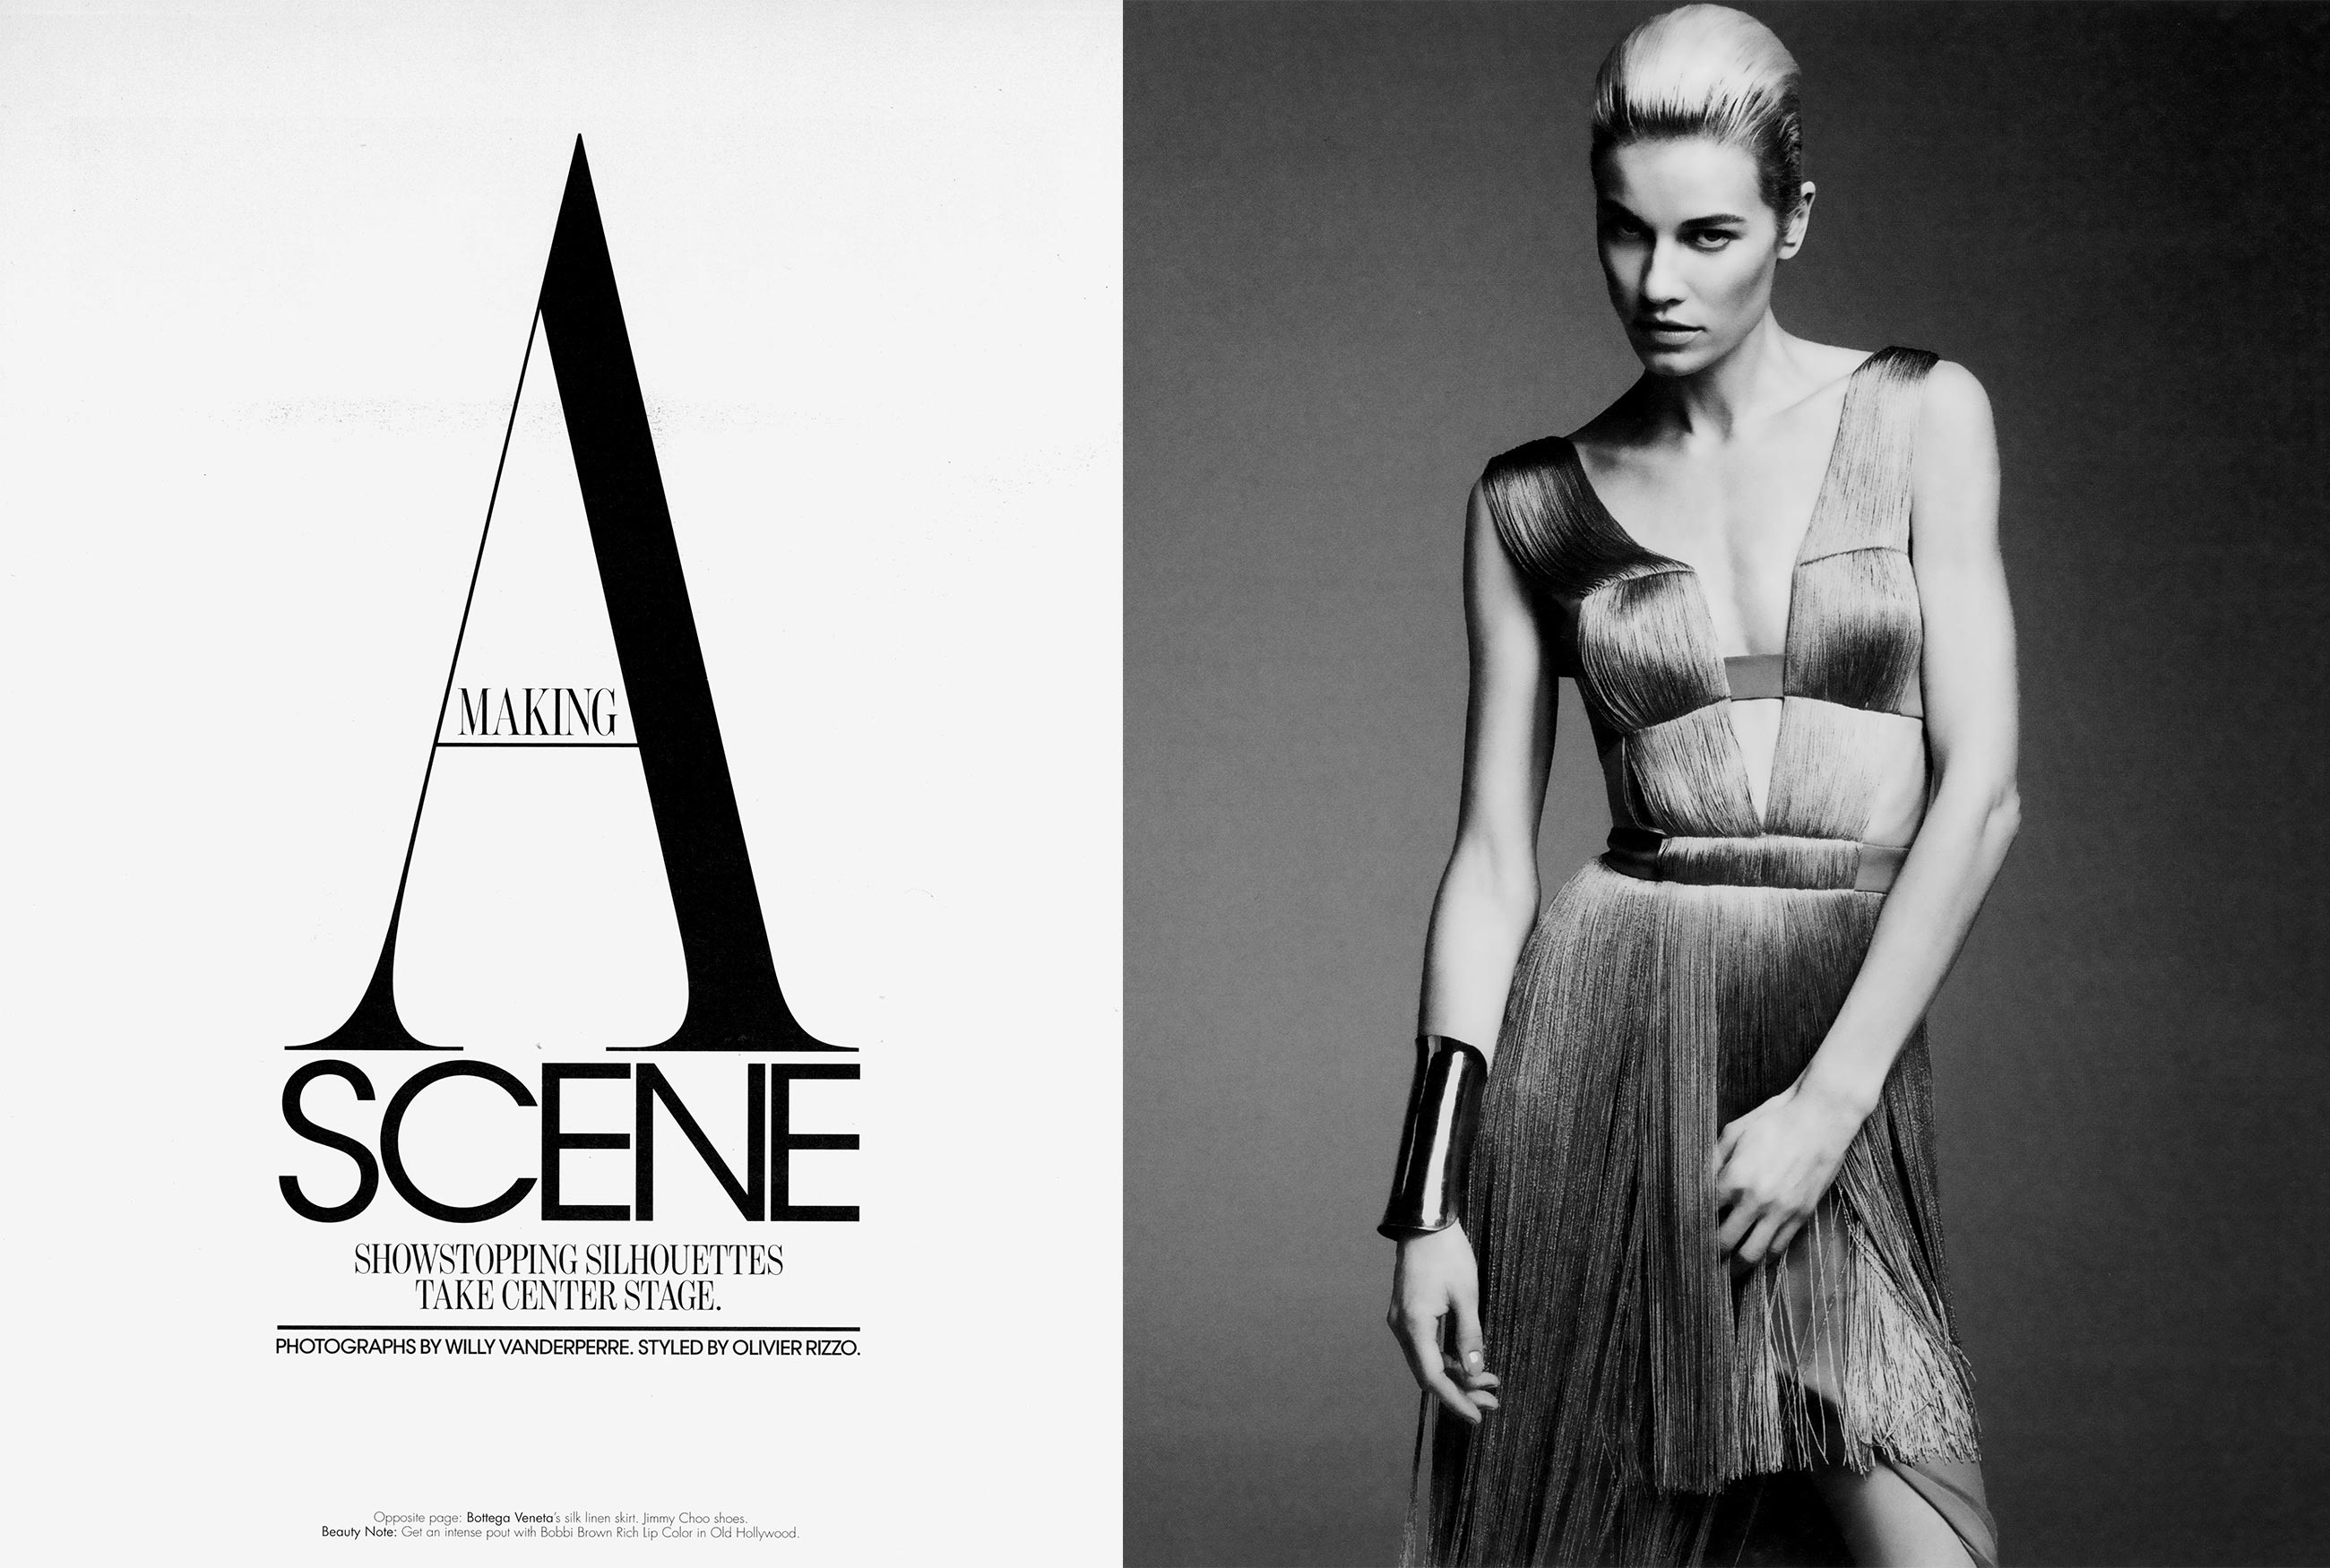 MAKING
A
SCENE
SHOWSTOPPING SILHOUETTES
TAKE CENTER STAGE.
PHOTOGRAPHS BY WILLY VANDERPERRE. STYLED BY OLIVIER RIZZO.
Opposite page: Bottega Veneta's silk linen skirt. Jimmy Choo shoes.
Beauty Note: Get an intense pout with Bobbi Brown Rich Lip Color in Old Hollywood.